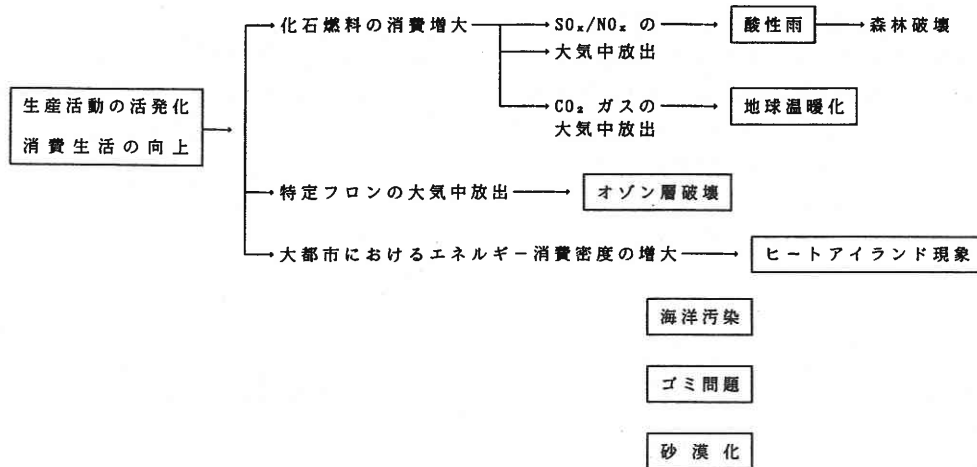 生産活動の活発化
消費生活の向上
化石燃料の消費増大
SOx/NOx の
大気中放出
酸性雨
森林破壊
CO₂ ガスの
大気中放出
地球温暖化
特定フロンの大気中放出
オゾン層破壊
大都市におけるエネルギー消費密度の増大
ヒートアイランド現象
海洋汚染
ゴミ問題
砂漠化